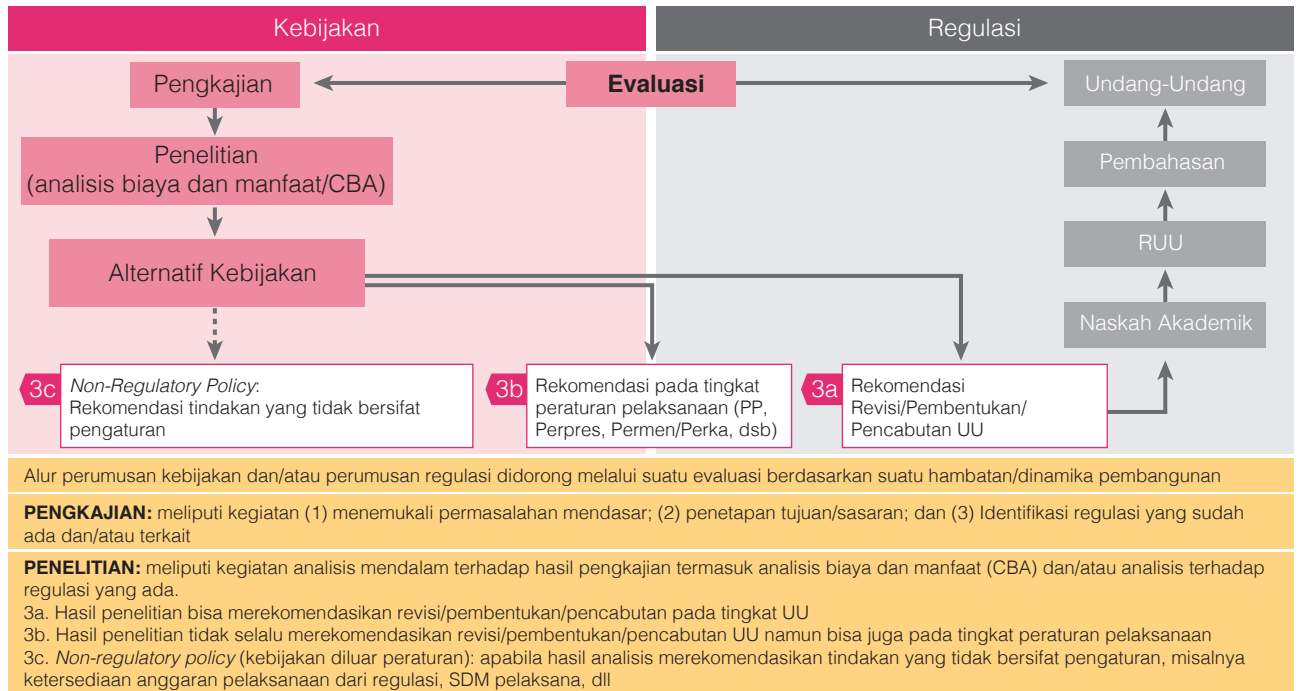 Kebijakan
Regulasi
Pengkajian
Evaluasi
Undang-Undang
Penelitian
(analisis biaya dan manfaat/CBA)
Pembahasan
RUU
Alternatif Kebijakan
Naskah Akademik
3c
Non-Regulatory Policy:
Rekomendasi tindakan yang tidak bersifat
pengaturan
3b
Rekomendasi pada tingkat
peraturan pelaksanaan (PP,
Perpres, Permen/Perka, dsb)
3a
Rekomendasi
Revisi/Pembentukan/
Pencabutan UU
Alur perumusan kebijakan dan/atau perumusan regulasi didorong melalui suatu evaluasi berdasarkan suatu hambatan/dinamika pembangunan
PENGKAJIAN: meliputi kegiatan (1) menemukali permasalahan mendasar; (2) penetapan tujuan/sasaran; dan (3) Identifikasi regulasi yang sudah
ada dan/atau terkait
PENELITIAN: meliputi kegiatan analisis mendalam terhadap hasil pengkajian termasuk analisis biaya dan manfaat (CBA) dan/atau analisis terhadap
regulasi yang ada.
3a. Hasil penelitian bisa merekomendasikan revisi/pembentukan/pencabutan pada tingkat UU
3b. Hasil penelitian tidak selalu merekomendasikan revisi/pembentukan/pencabutan UU namun bisa juga pada tingkat peraturan pelaksanaan
3c. Non-regulatory policy (kebijakan diluar peraturan): apabila hasil analisis merekomendasikan tindakan yang tidak bersifat pengaturan, misalnya
ketersediaan anggaran pelaksanaan dari regulasi, SDM pelaksana, dll